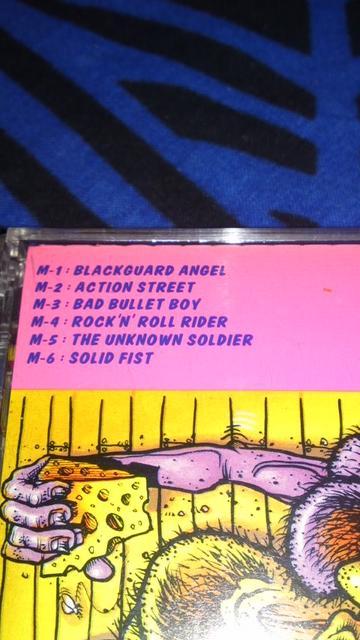 M-1 : BLACKGUARD ANGEL
M-2 : ACTION STREET
M-3 : BAD BULLET BOY
M-4 : ROCK'N'ROLL RIDER
M-5 : THE UNKNOWN SOLDIER
M-6 : SOLID FIST